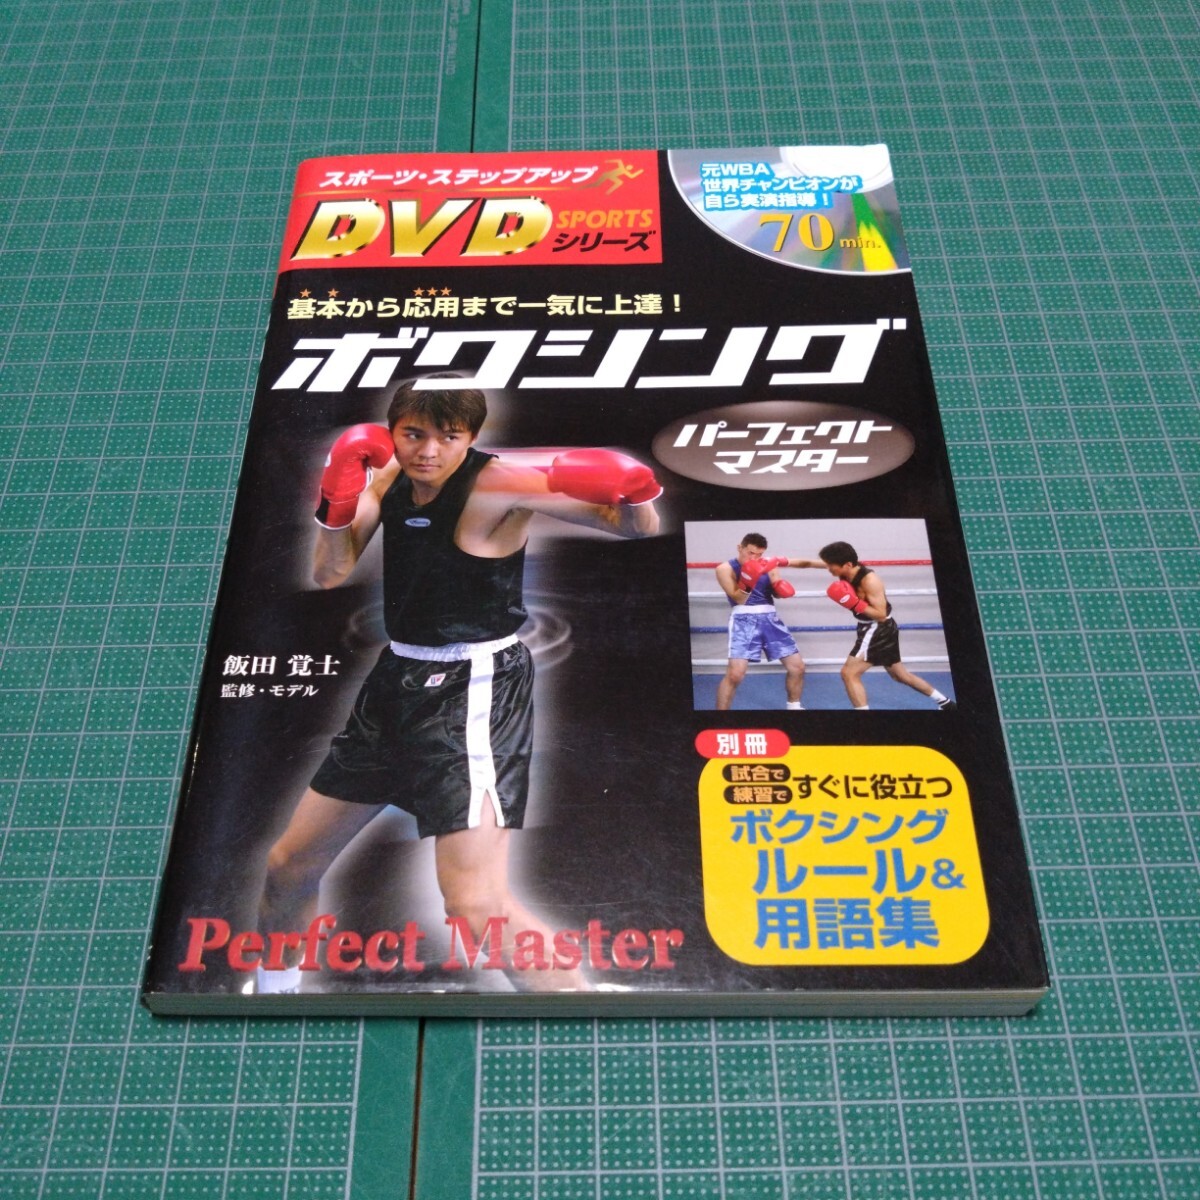 スポーツ・ステップアップ
DVD SPORTS
シリーズ
元WBA
世界チャンピオンが
自ら実演指導！
70 min.
基本から応用まで一気に上達！
ボクシング
パーフェクト
マスター
飯田 覚士
監修・モデル
別冊
試合で
練習で
すぐに役立つ
ボクシング
ルール&
用語集
Perfect Master